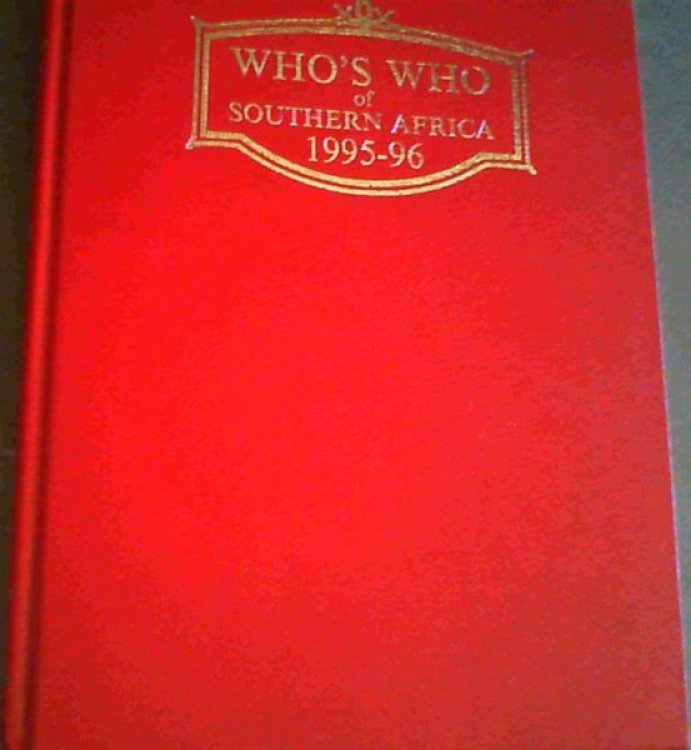 WHO'S WHO
of
SOUTHERN AFRICA
1995-96